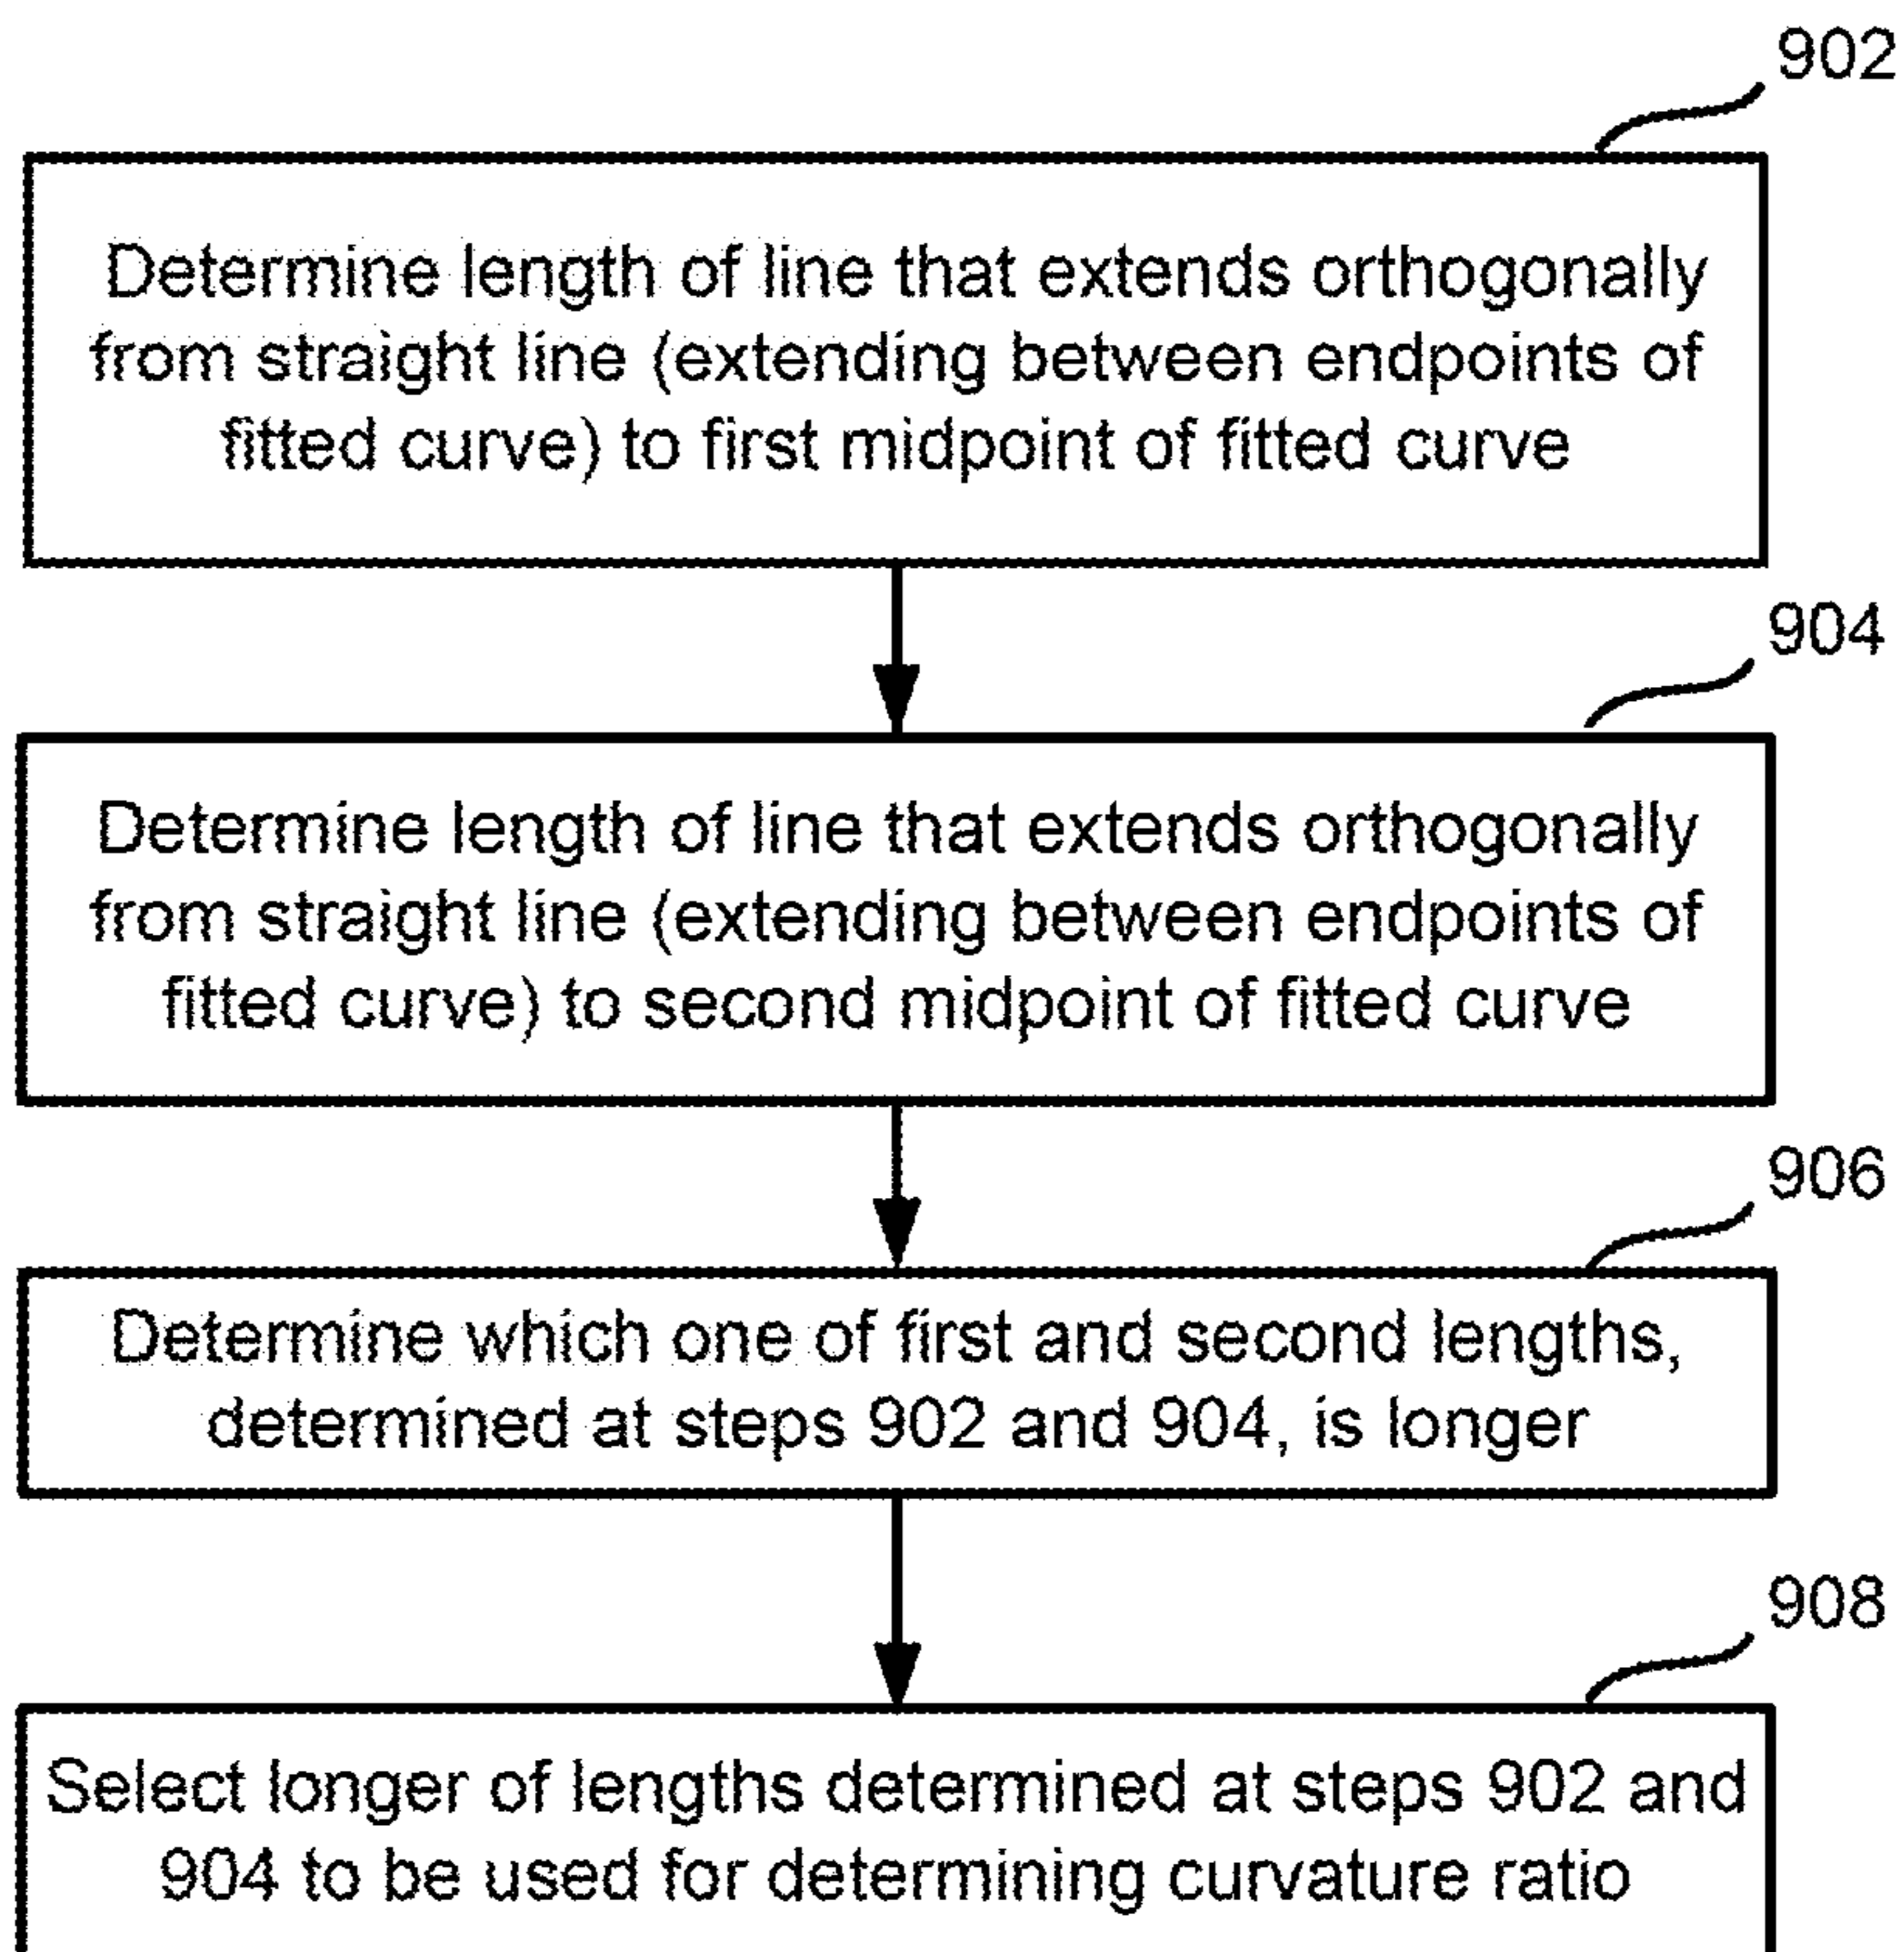 902
Determine length of line that extends orthogonally
from straight line (extending between endpoints of
fitted curve) to first midpoint of fitted curve
904
Determine length of line that extends orthogonally
from straight line (extending between endpoints of
fitted curve) to second midpoint of fitted curve
906
Determine which one of first and second lengths,
determined at steps 902 and 904, is longer
908
Select longer of lengths determined at steps 902 and
904 to be used for determining curvature ratio